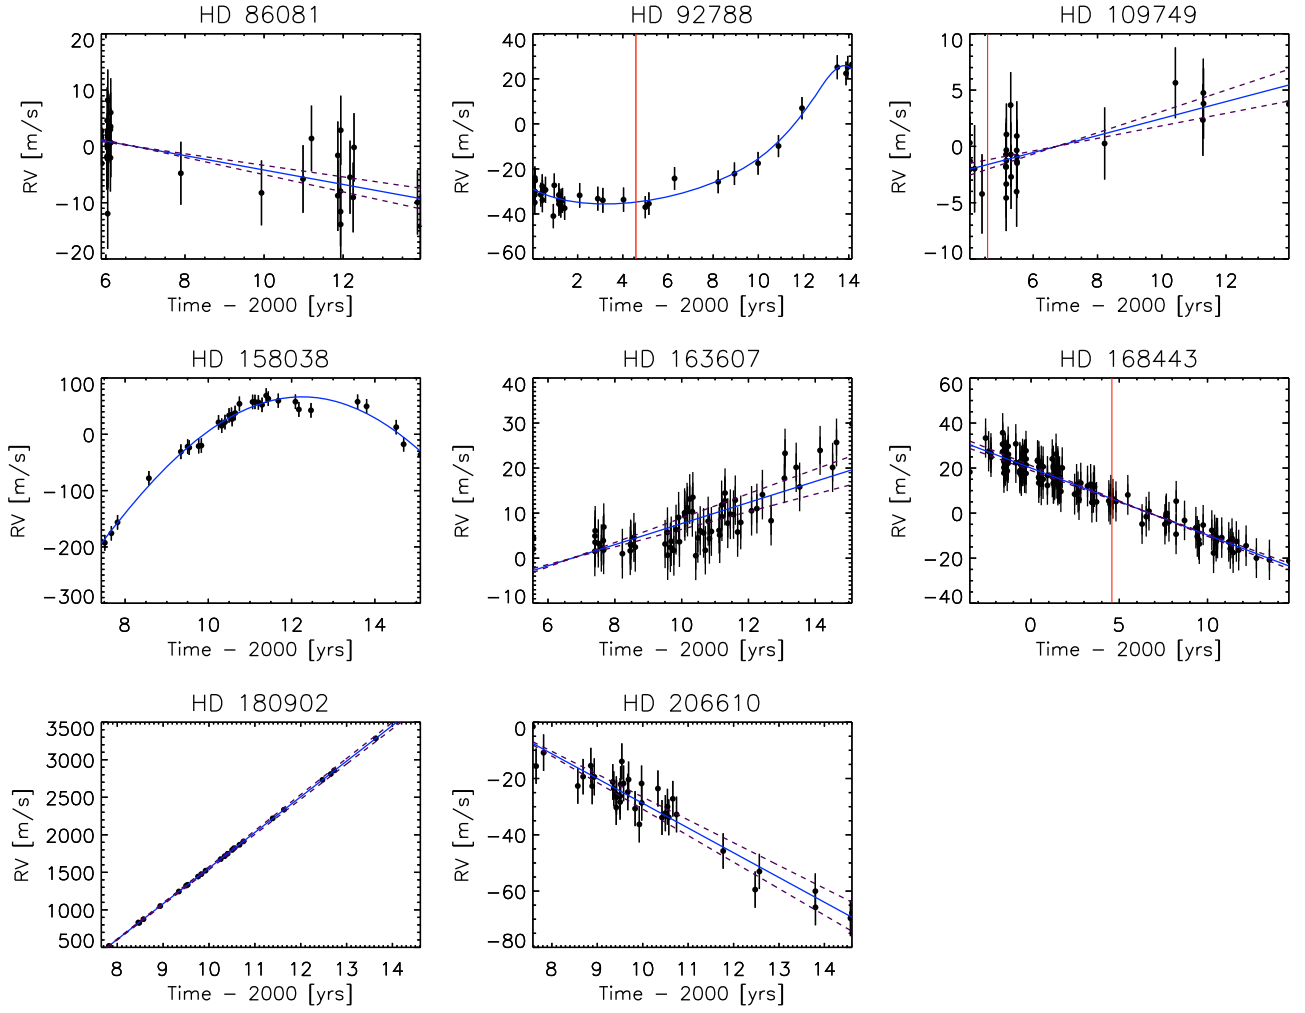 HD 86081
20
10
0
−10
−20
RV [m/s]
6 8 10 12
Time − 2000 [yrs]
HD 92788
40
20
0
−20
−40
−60
RV [m/s]
2 4 6 8 10 12 14
Time − 2000 [yrs]
HD 109749
10
5
0
−5
−10
RV [m/s]
6 8 10 12
Time − 2000 [yrs]
HD 158038
100
0
−100
−200
−300
RV [m/s]
8 10 12 14
Time − 2000 [yrs]
HD 163607
40
30
20
10
0
−10
RV [m/s]
6 8 10 12 14
Time − 2000 [yrs]
HD 168443
60
40
20
0
−20
−40
RV [m/s]
0 5 10
Time − 2000 [yrs]
HD 180902
3500
3000
2500
2000
1500
1000
500
RV [m/s]
8 9 10 11 12 13 14
Time − 2000 [yrs]
HD 206610
0
−20
−40
−60
−80
RV [m/s]
8 9 10 11 12 13 14
Time − 2000 [yrs]